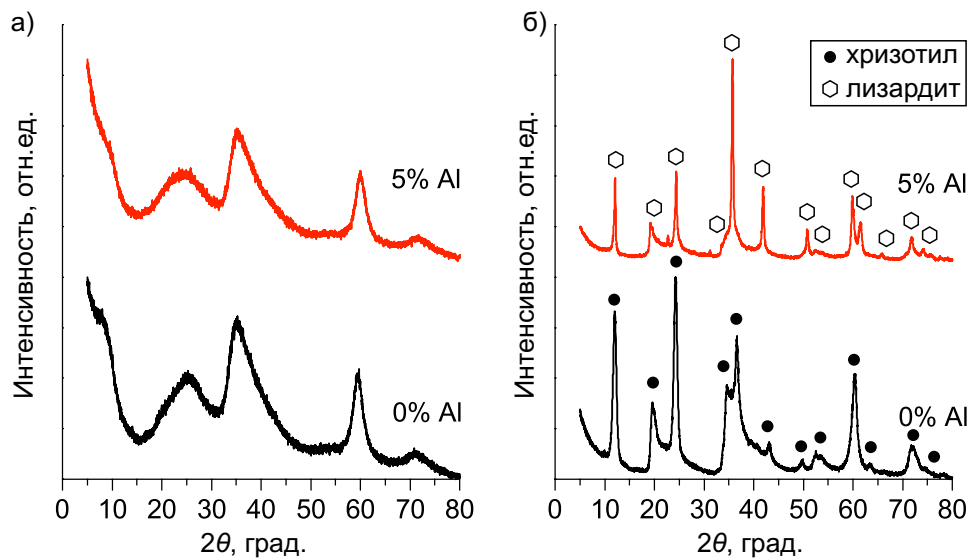 а)
Интенсивность, отн.ед.
5% Al
0% Al
0 10 20 30 40 50 60 70 80
2θ, град.
б)
Интенсивность, отн.ед.
хризотил
лизардит
5% Al
0% Al
0 10 20 30 40 50 60 70 80
2θ, град.